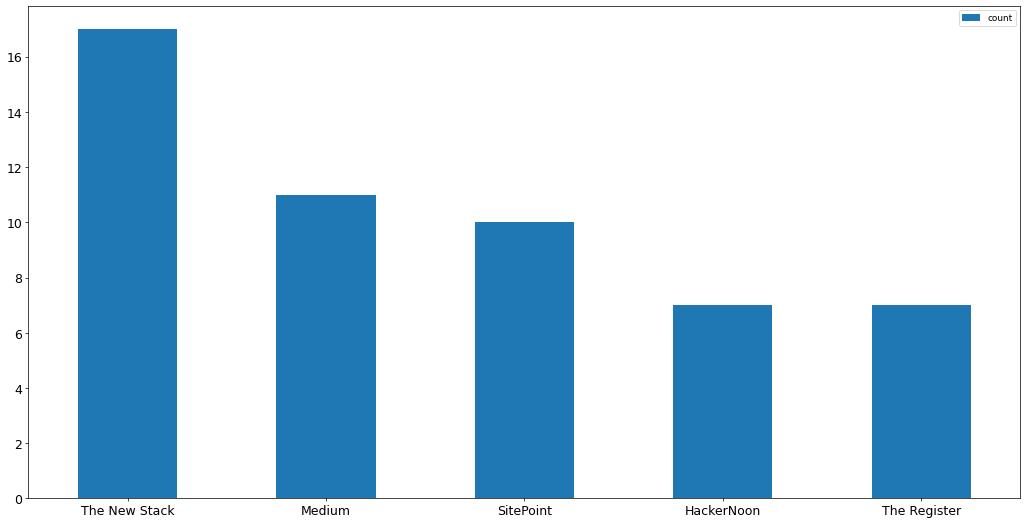 count
16
14
12
10
8
6
4
2
0
The New Stack
Medium
SitePoint
HackerNoon
The Register